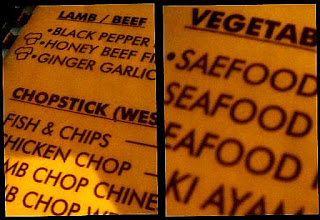 LAMB / BEEF
•BLACK PEPPER
•HONEY BEEF FI
•GINGER GARLIC
CHOPSTICK (WES
FISH & CHIPS
CHICKEN CHOP
MB CHOP CHINE
B CHOP W
VEGETAB
•SAEFOOD
SEAFOOD
EAFOOD
KI AYAM